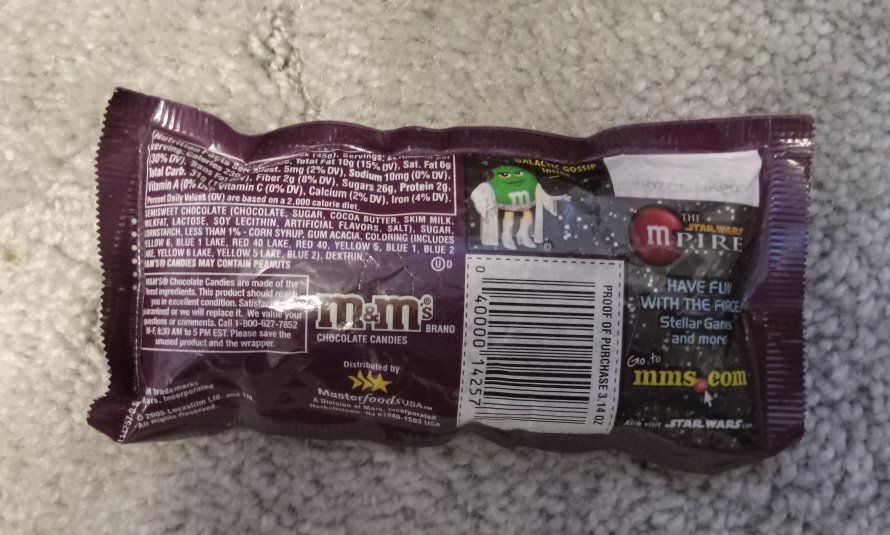 Nutrition Facts
(45g), Servings:
(30% DV), Total Fat 10g (15% DV), Sat. Fat 6g
5mg (2% DV), Sodium 10mg (0% DV),
Total Carb. Fiber 2g (8% DV), Sugars 26g, Protein 2g,
Vitamin A (0% Vitamin C (0% DV), Calcium (2% DV), Iron (4% DV).
Percent Daily Values (DV) are based on a 2,000 calorie diet.
SEMISWEET CHOCOLATE (CHOCOLATE, SUGAR, COCOA BUTTER, SKIM MILK,
MILKFAT, LACTOSE, SOY LECITHIN, ARTIFICIAL FLAVORS, SALT), SUGAR,
CORNSTARCH, LESS THAN 1% - CORN SYRUP, GUM ACACIA, COLORING (INCLUDES
YELLOW 6, BLUE 1 LAKE, RED 40 LAKE, RED 40, YELLOW 5, BLUE 1, BLUE 2
LAKE, YELLOW 6 LAKE, YELLOW 5 LAKE, BLUE 2), DEXTRIN.
M&M'S® CANDIES MAY CONTAIN PEANUTS
U D
M&M'S® Chocolate Candies are made of the
finest ingredients. This product should reach
you in excellent condition. Satisfaction
guaranteed or we will replace it. We value your
questions or comments. Call 1-800-627-7852
M-F, 8:30 AM to 5 PM EST. Please save the
unused product and the wrapper.
m&m's®
BRAND
CHOCOLATE CANDIES
Distributed by
MasterfoodsUSA™
A Division of Mars, Incorporated
Hackettstown, NJ 07840-1503 USA
trademarks
Mars, Incorporated
© 2005 Lucasfilm Ltd. and TM
All Rights Reserved
GALACTIC GOSSIP
Inside
m
0 40000 14257
PROOF OF PURCHASE 3.14 OZ
THE
STAR WARS
mPIRE
HAVE FUN
WITH THE FORCE
Stellar Games
and more
Go to
mms.com
Also visit STAR WARS